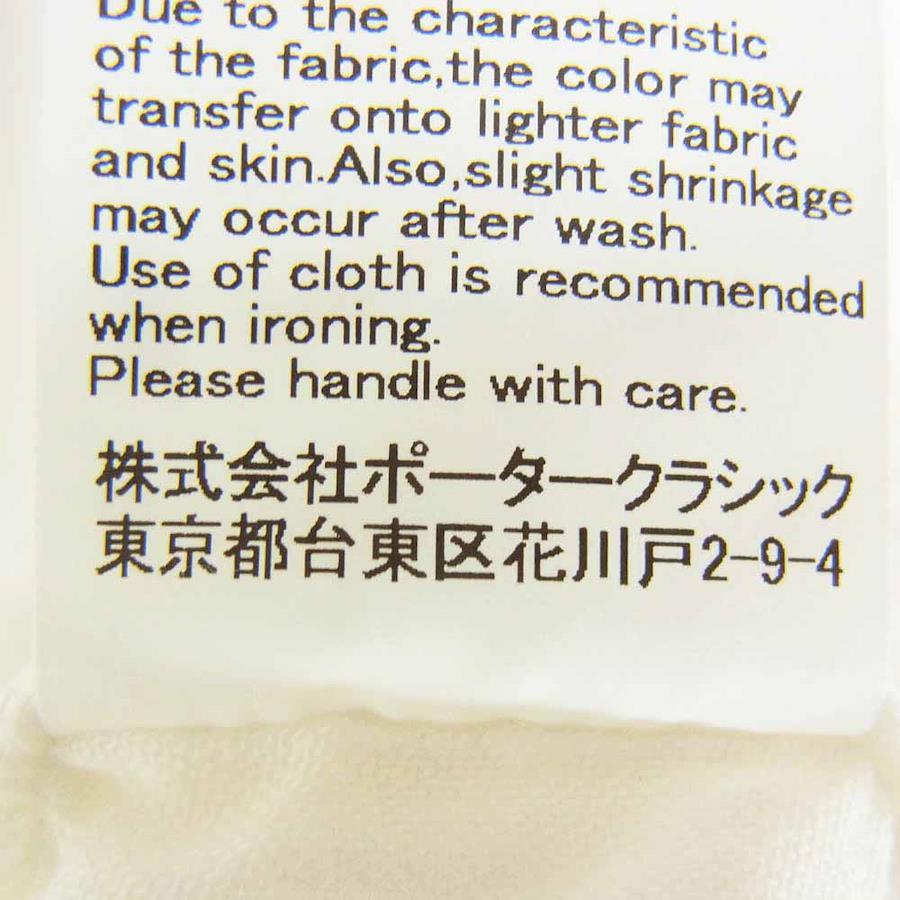 Due to the characteristic
of the fabric,the color may
transfer onto lighter fabric
and skin.Also,slight shrinkage
may occur after wash.
Use of cloth is recommended
when ironing.
Please handle with care.
株式会社ポータークラシック
東京都台東区花川戸2-9-4